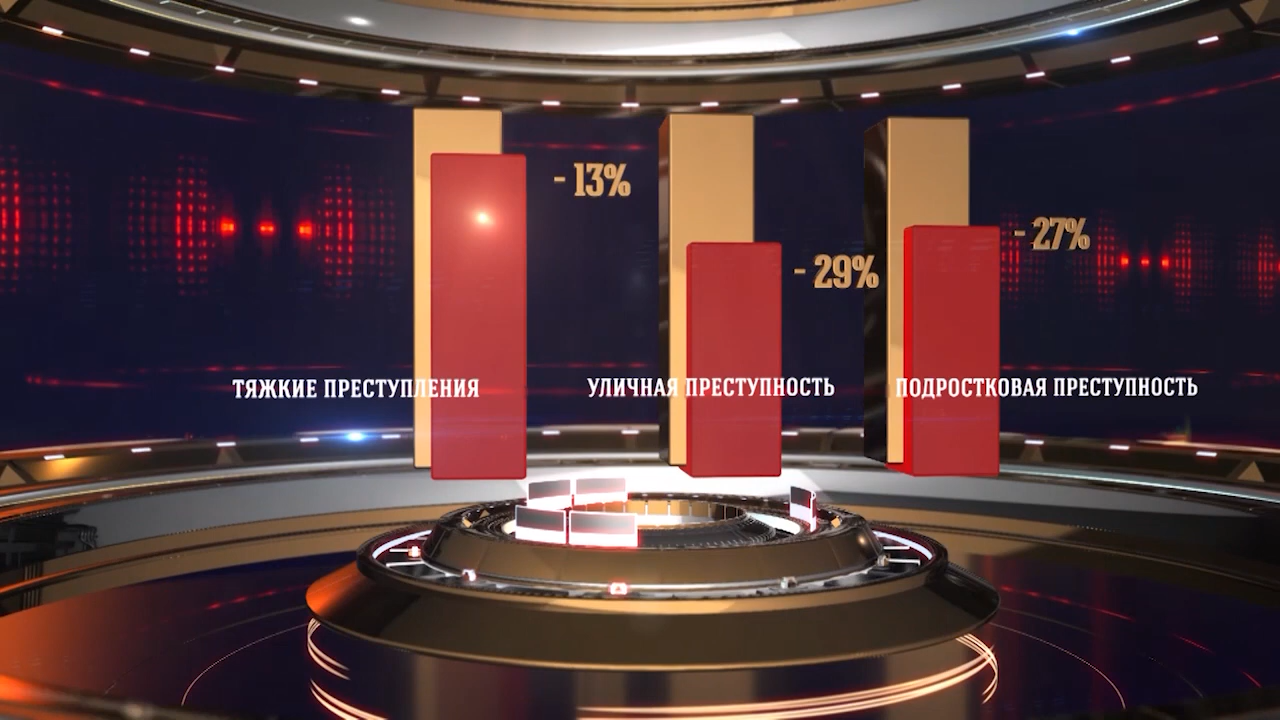 - 13%
- 27%
- 29%
ТЯЖКИЕ ПРЕСТУПЛЕНИЯ
УЛИЧНАЯ ПРЕСТУПНОСТЬ
ПОДРОСТКОВАЯ ПРЕСТУПНОСТЬ